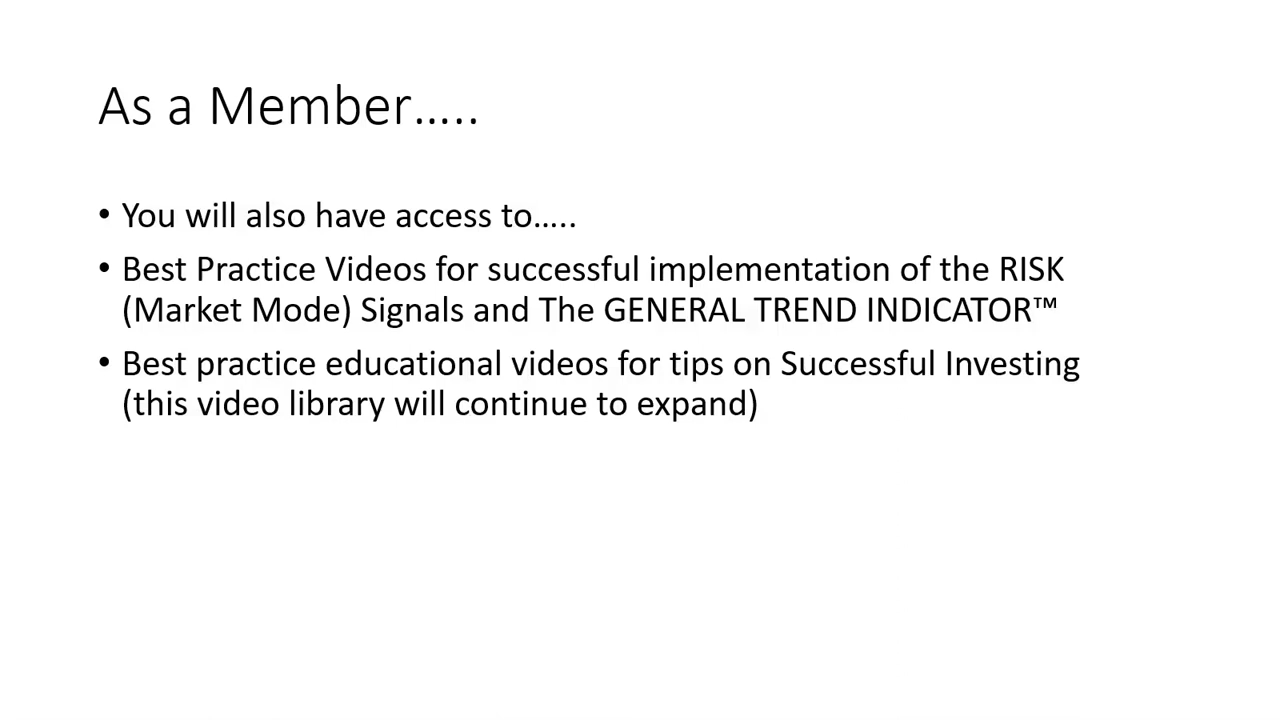 As a Member…..
• You will also have access to…..
• Best Practice Videos for successful implementation of the RISK
(Market Mode) Signals and The GENERAL TREND INDICATOR™
• Best practice educational videos for tips on Successful Investing
(this video library will continue to expand)